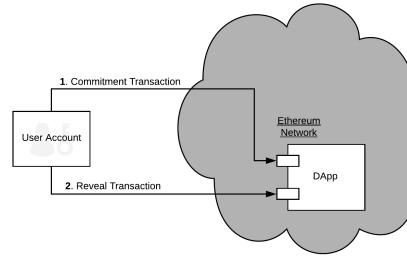 1. Commitment Transaction
Ethereum
Network
User Account
DApp
2. Reveal Transaction